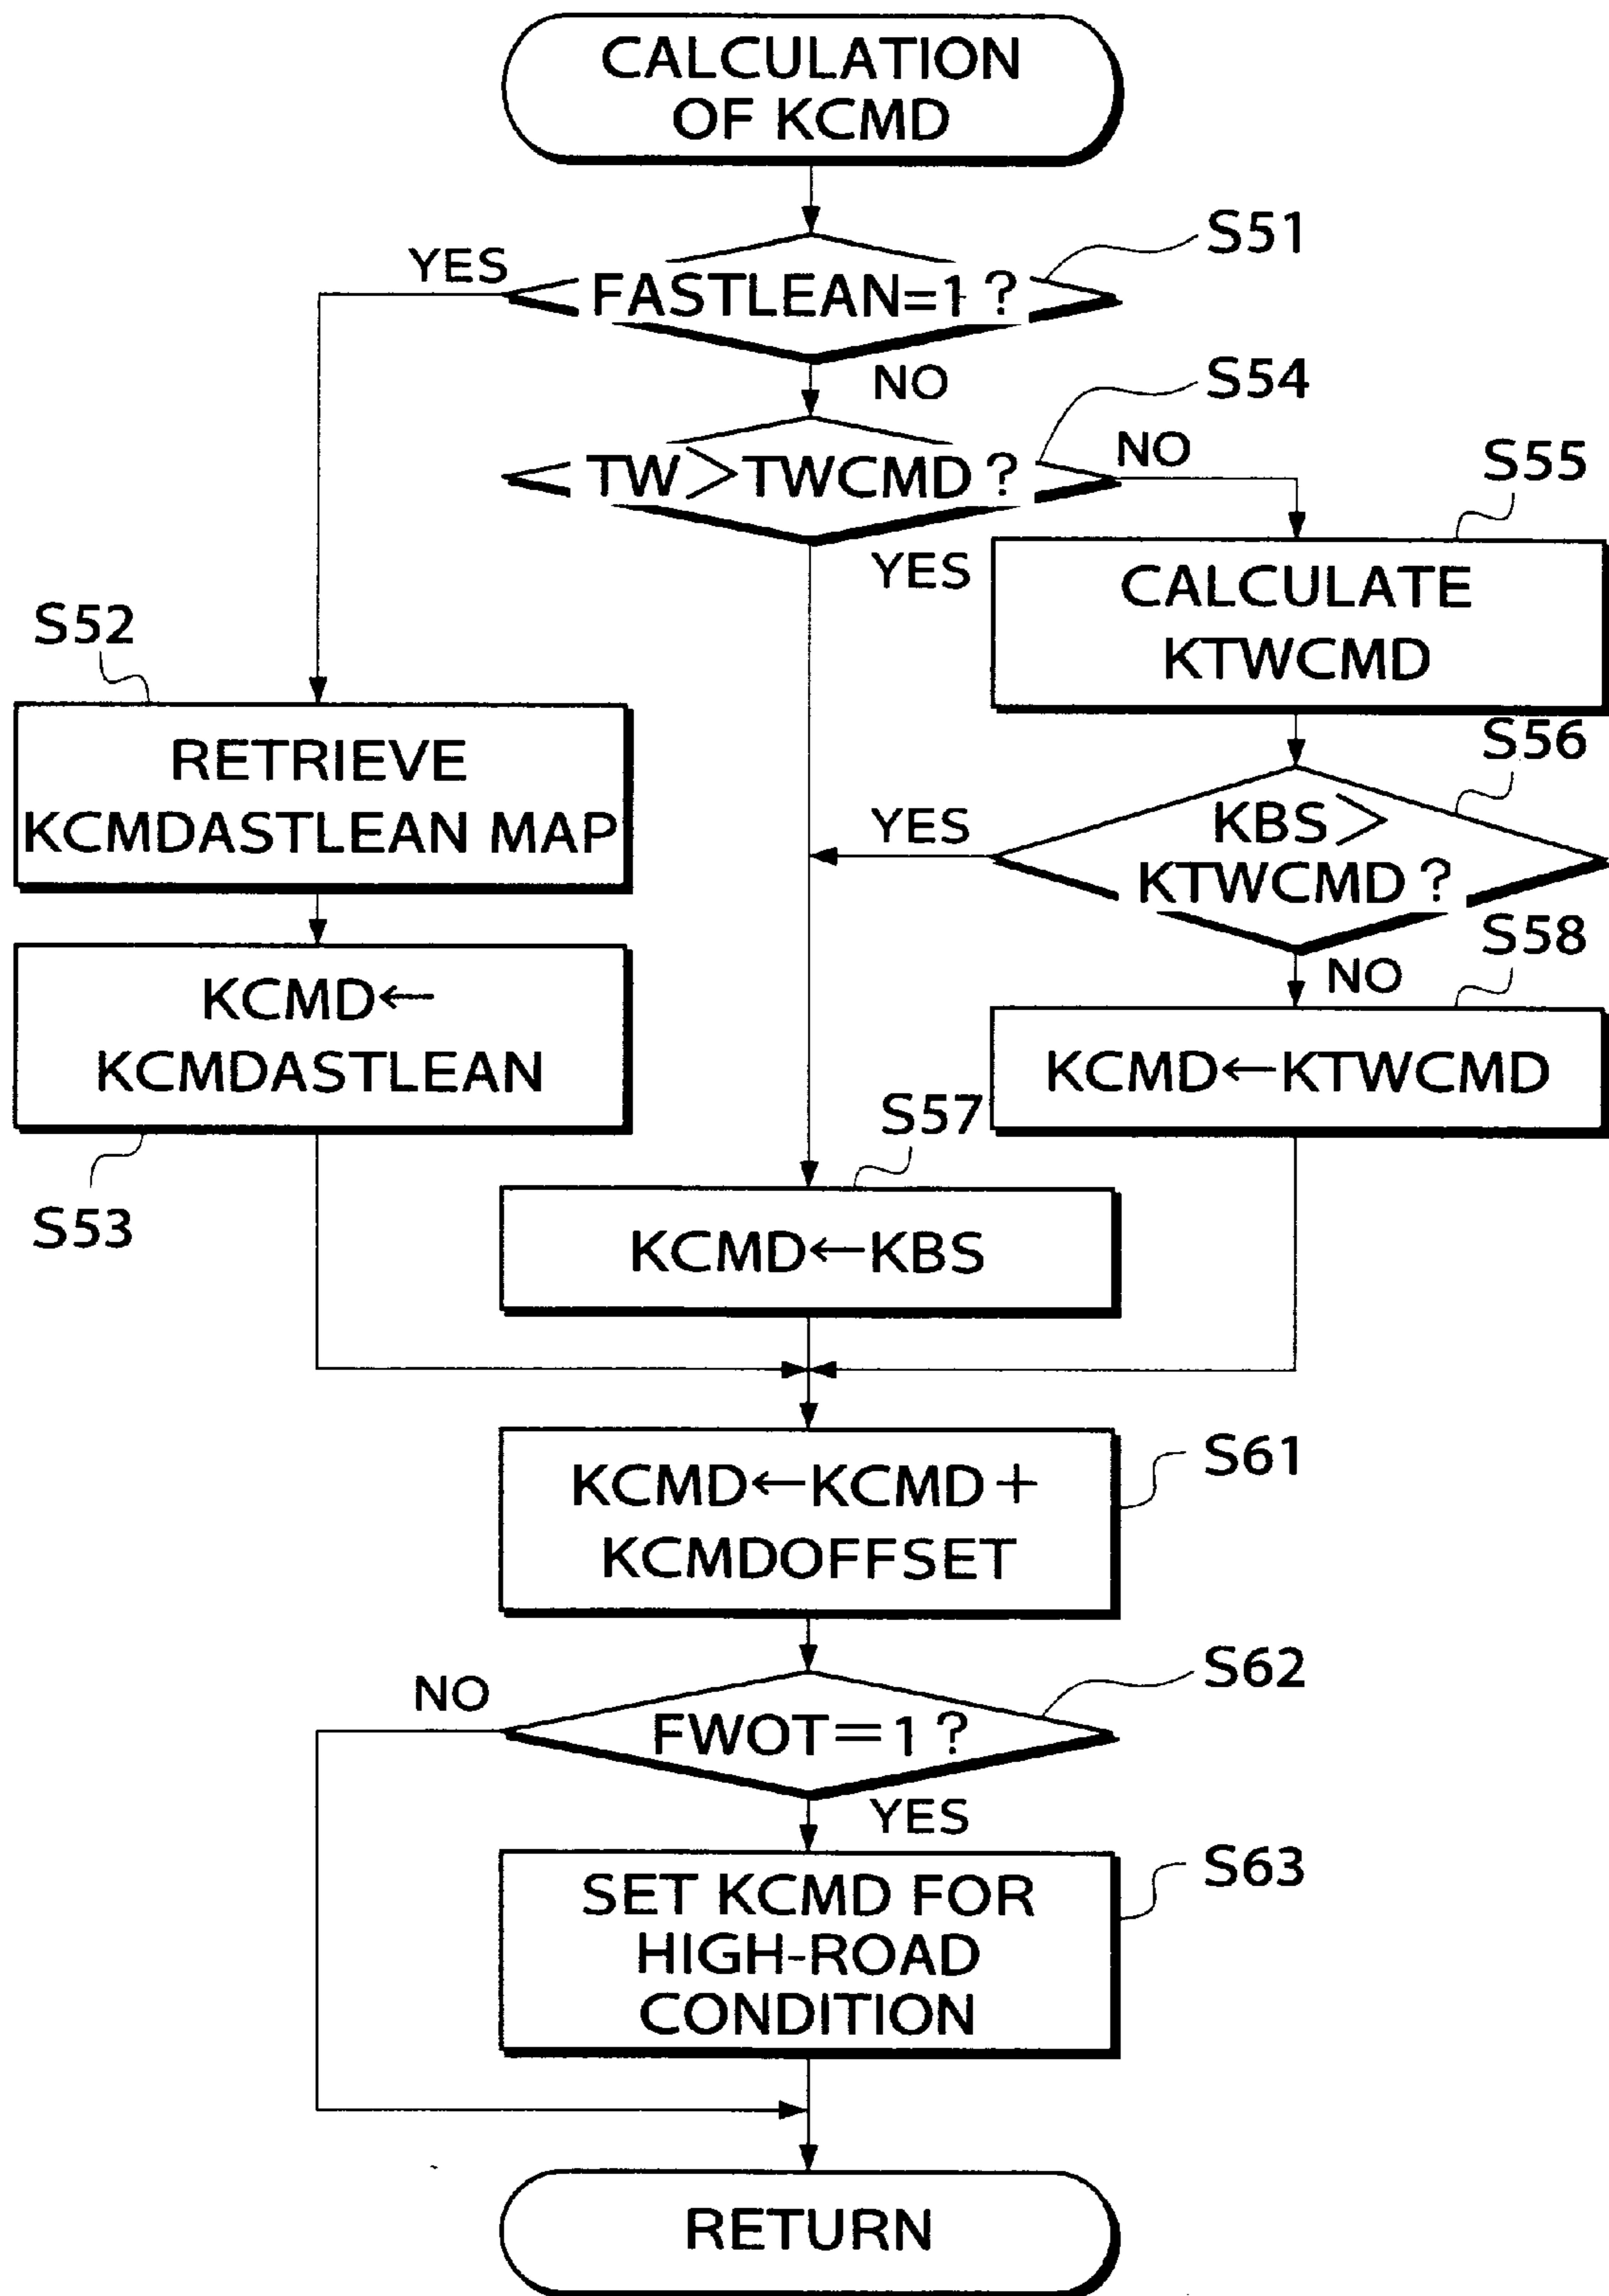 CALCULATION
OF KCMD
S51
YES
FASTLEAN=1?
NO
S54
TW>TWCMD?
NO
S55
YES
CALCULATE
KTWCMD
S52
RETRIEVE
KCMDASTLEAN MAP
S56
YES
KBS>
KTWCMD?
S58
NO
KCMD←
KCMDASTLEAN
KCMD←KTWCMD
S57
S53
KCMD←KBS
S61
KCMD←KCMD+
KCMDOFFSET
S62
NO
FWOT=1?
YES
S63
SET KCMD FOR
HIGH-ROAD
CONDITION
RETURN